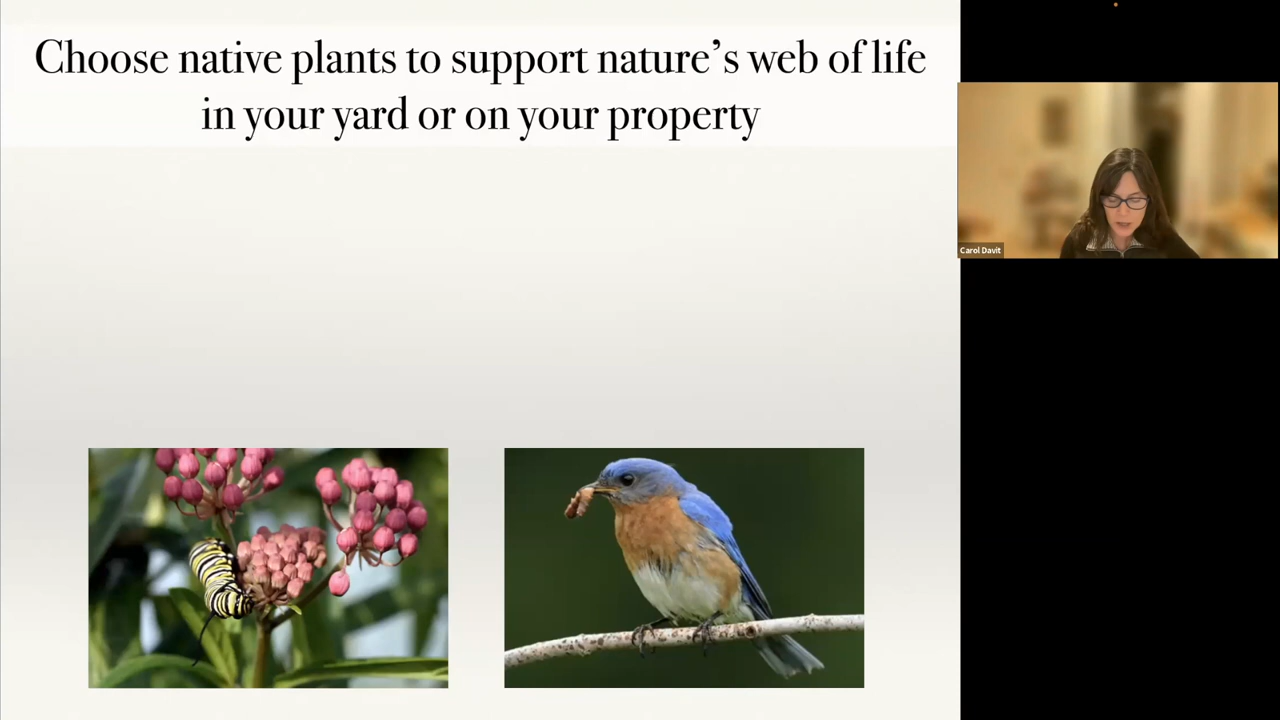 Choose native plants to support nature’s web of life
in your yard or on your property
Carol Davit